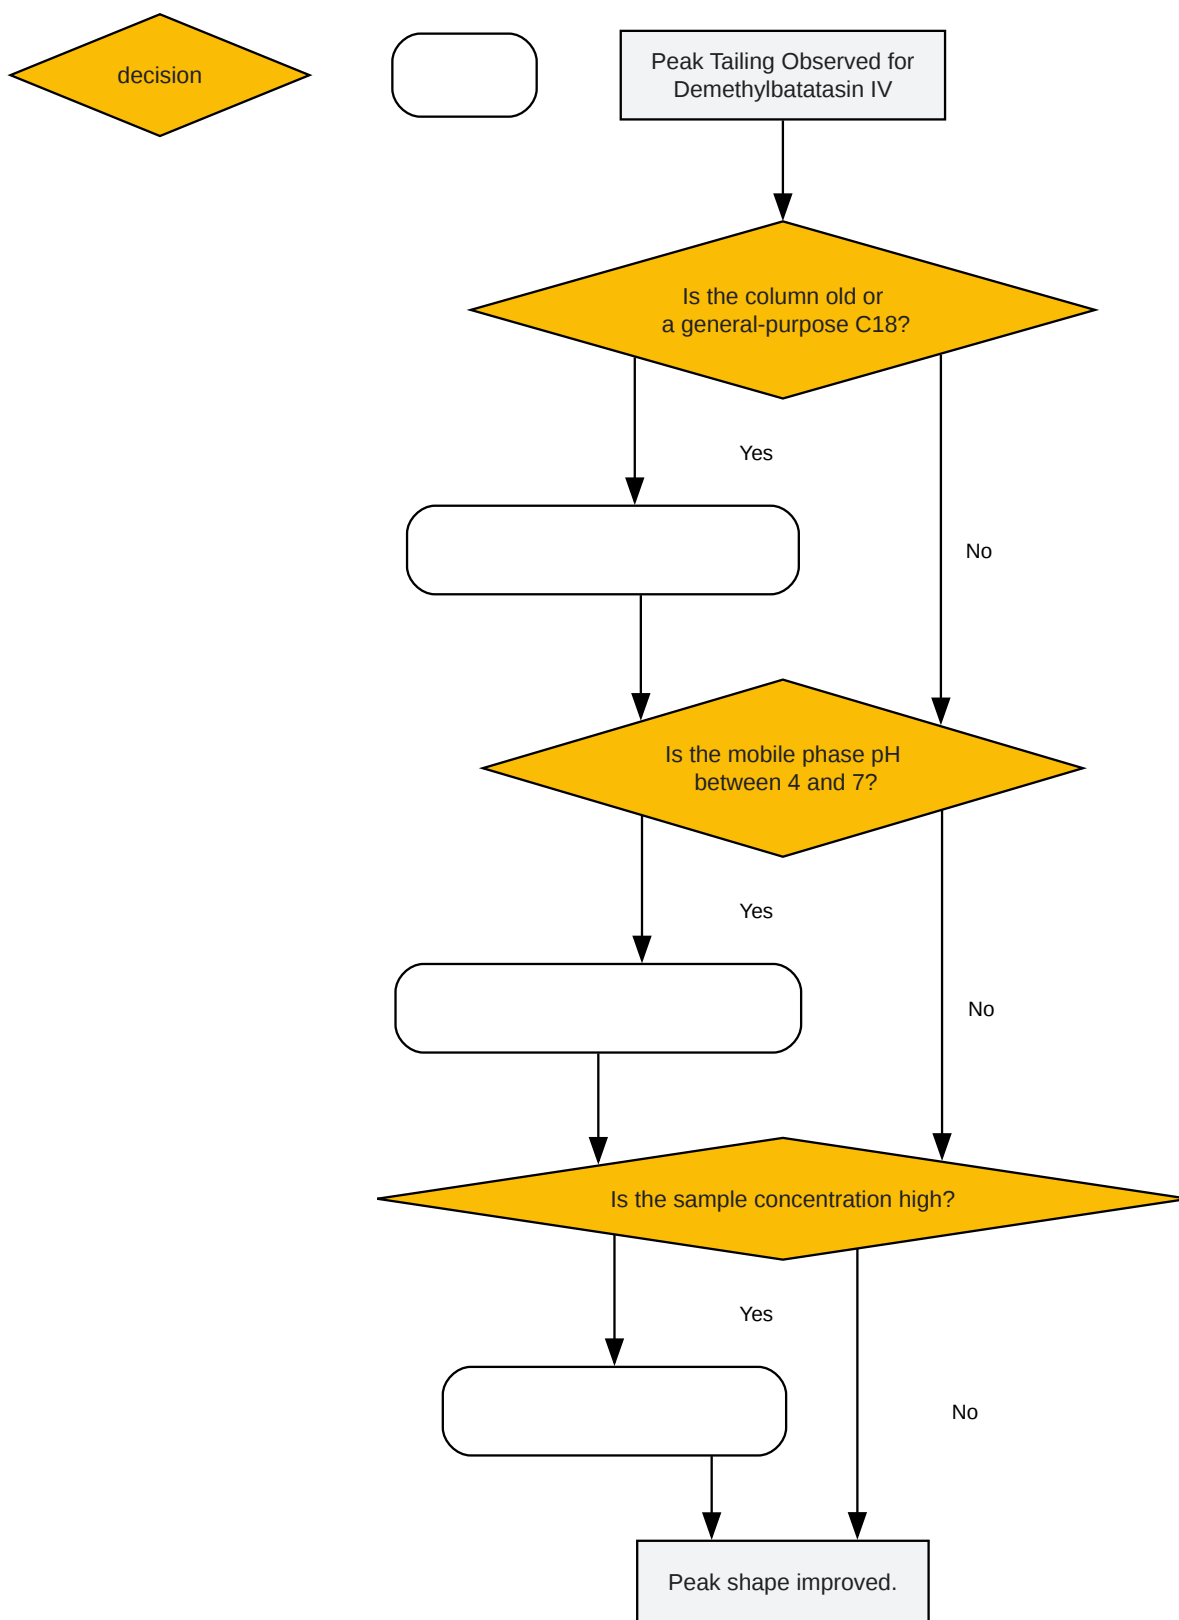 decision
Peak Tailing Observed for
Demethylbatatasin IV
Is the column old or
a general-purpose C18?
Yes
No
Is the mobile phase pH
between 4 and 7?
Yes
No
Is the sample concentration high?
Yes
No
Peak shape improved.